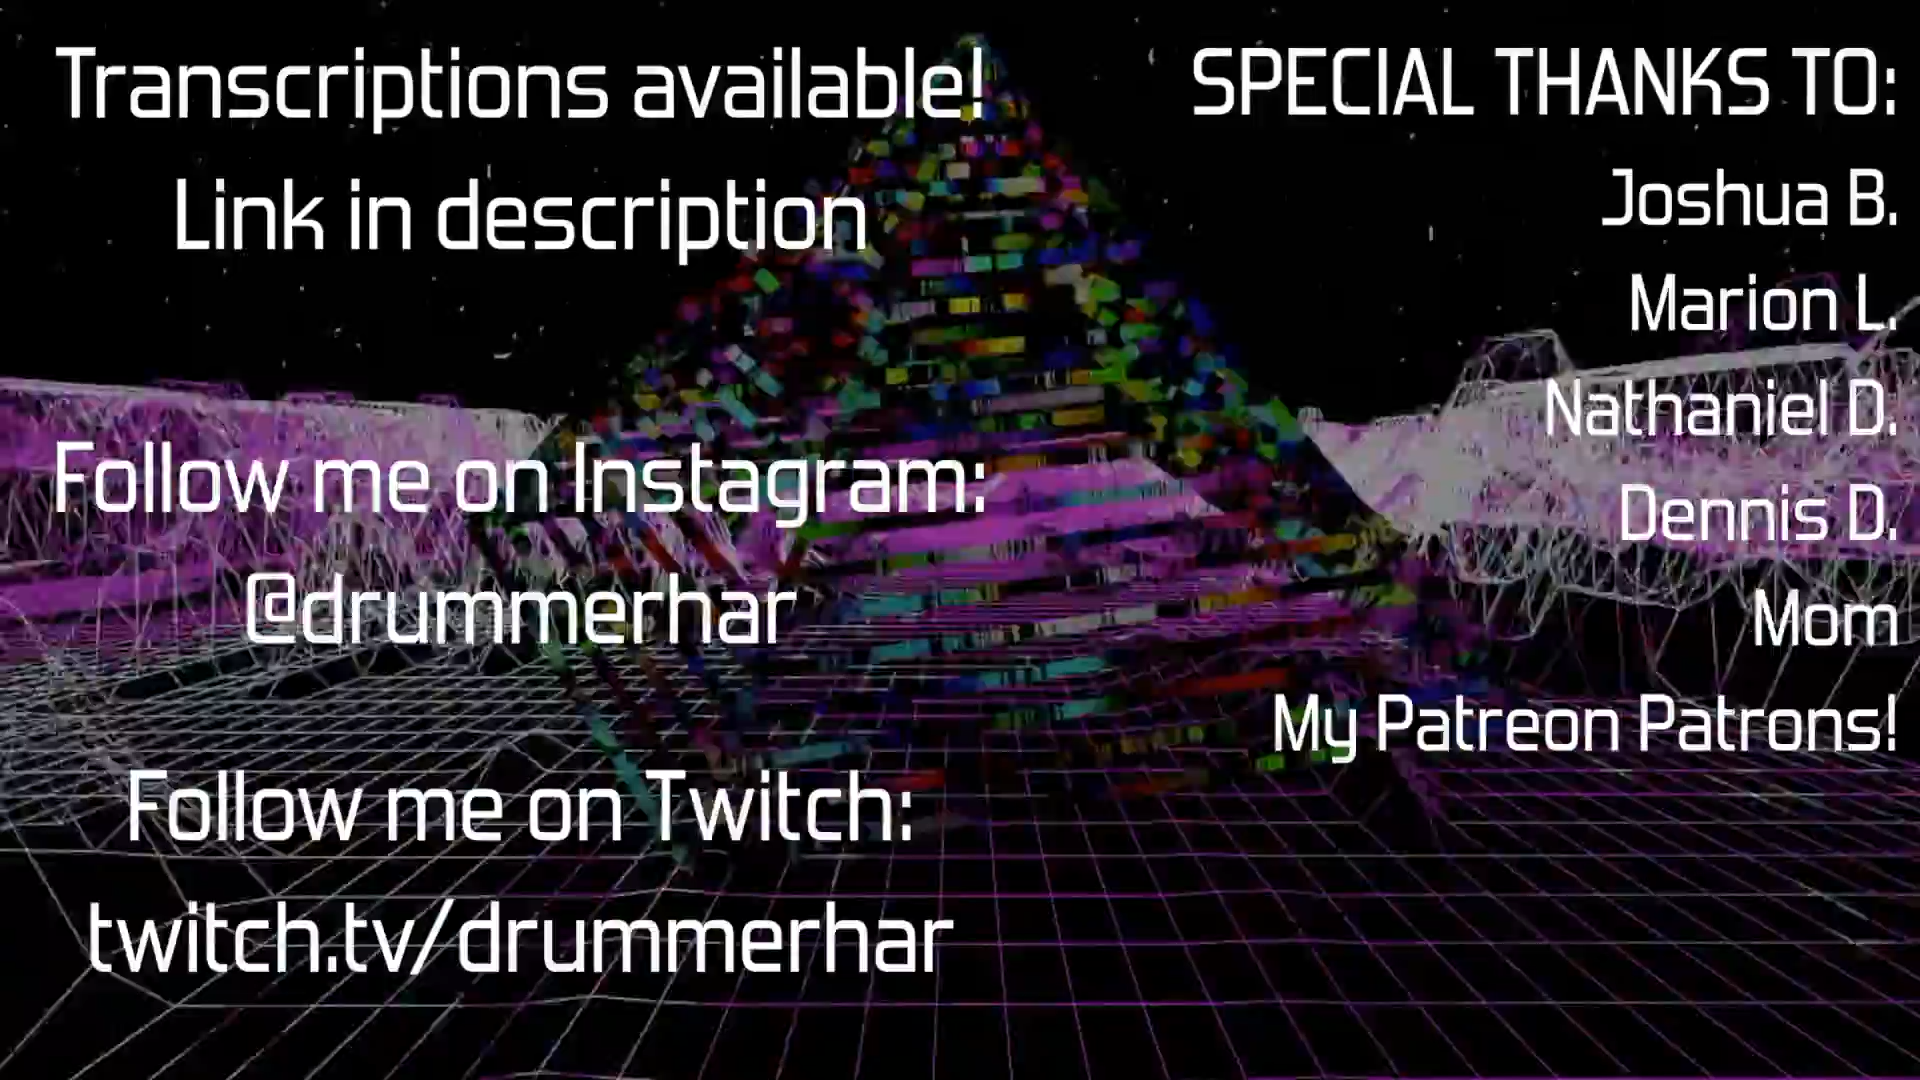 Transcriptions available!
Link in description
Follow me on Instagram:
@drummerhar
Follow me on Twitch:
twitch.tv/drummerhar
SPECIAL THANKS TO:
Joshua B.
Marion L.
Nathaniel D.
Dennis D.
Mom
My Patreon Patrons!